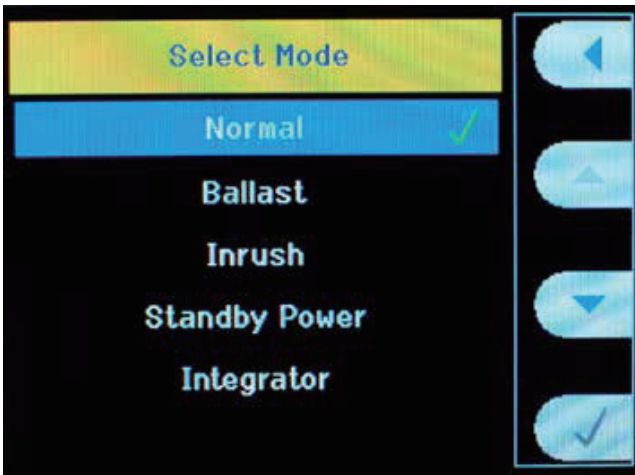 Select Mode
Normal
Ballast
Inrush
Standby Power
Integrator